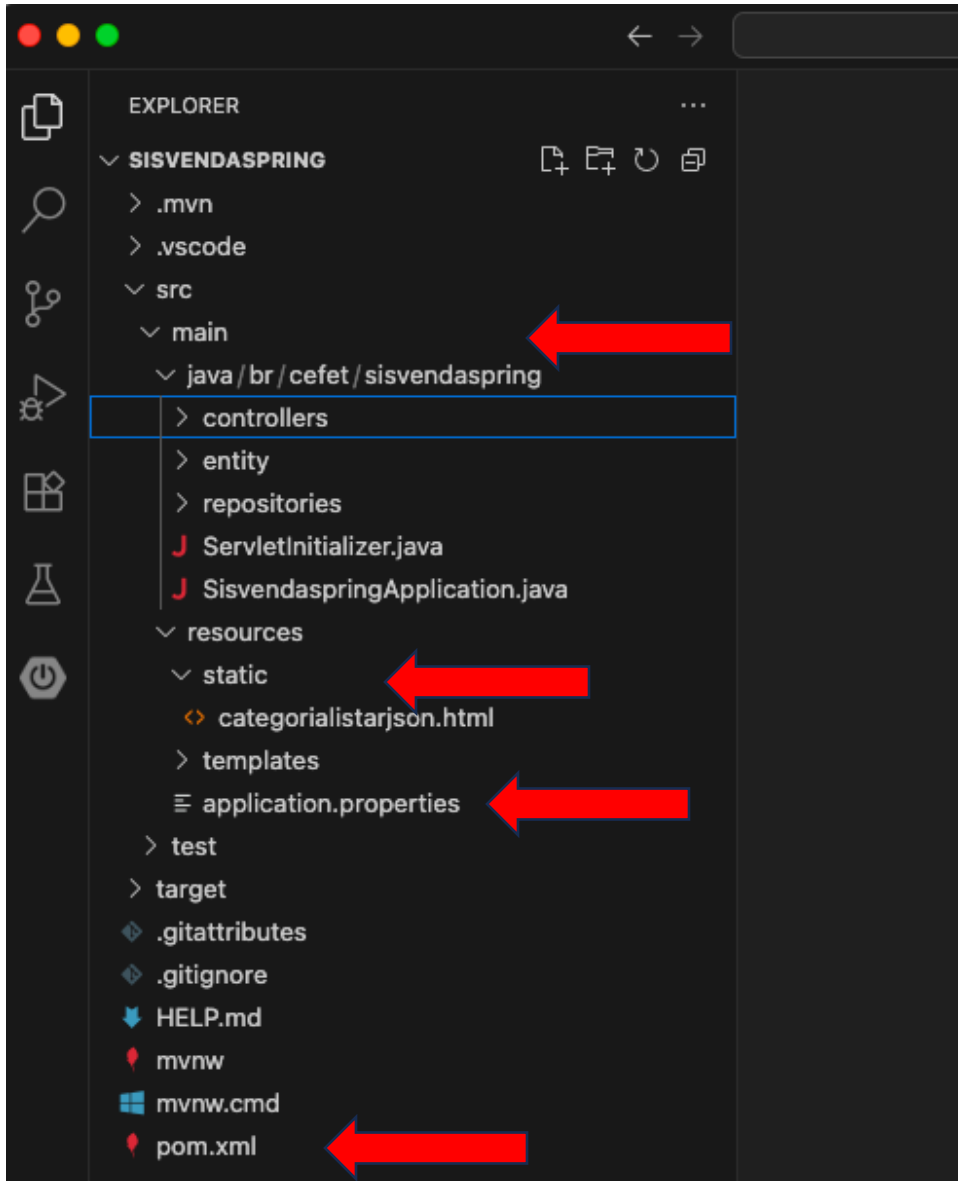 EXPLORER
SISVENDASPRING
.mvn
.vscode
src
main
java/br/cefet/sisvendaspring
controllers
entity
repositories
J ServletInitializer.java
J SisvendaspringApplication.java
resources
static
categorialistarjson.html
templates
application.properties
test
target
.gitattributes
.gitignore
HELP.md
mvnw
mvnw.cmd
pom.xml